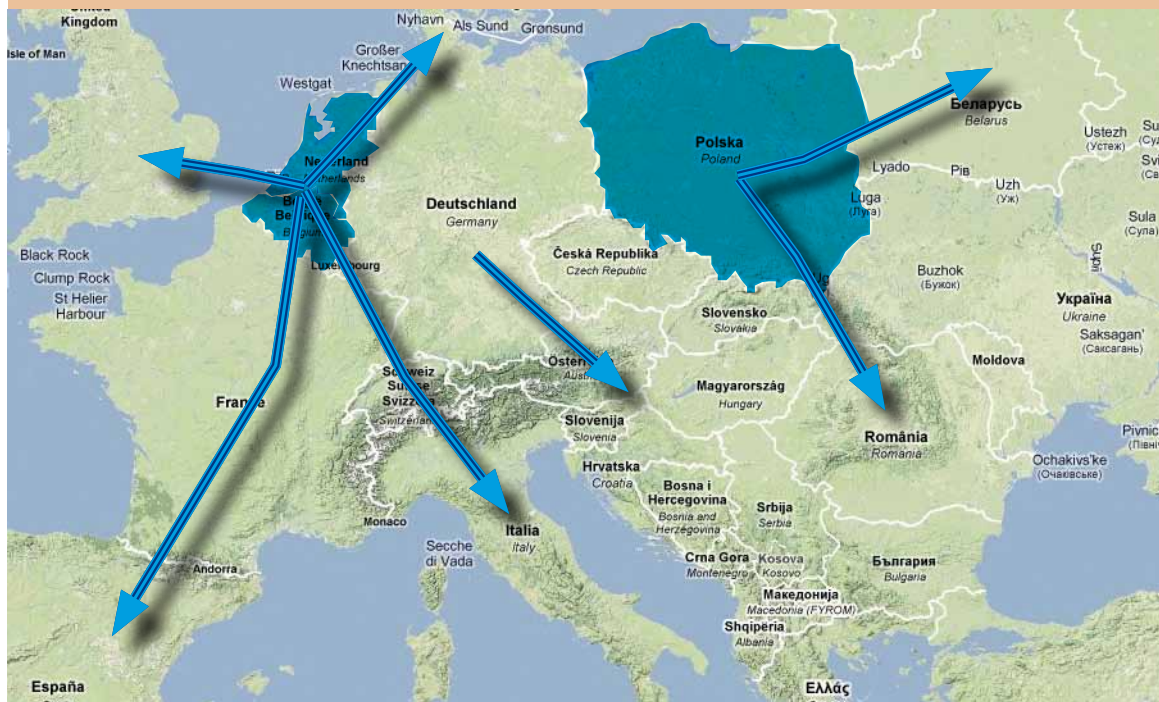 United
Kingdom
Isle of Man
Nyhavn
Als Sund
Grønsund
Großer
Knechtsand
Westgat
Nederland
Netherlands
België
Belgique
Belgium
Luxembourg
Deutschland
Germany
Polska
Poland
Беларусь
Belarus
Ustezh
(Устеж)
Lyado
Рів
Uzh
(Уж)
Luga
(Луга)
Sula
(Сула)
Black Rock
Clump Rock
St Helier
Harbour
Česká Republika
Czech Republic
Buzhok
(Бужок)
Україна
Ukraine
Saksagan'
(Саксагань)
Slovensko
Slovakia
Moldova
Schweiz
Suisse
Svizzera
Switzerland
France
Magyarország
Hungary
Slovenija
Slovenia
România
Romania
Ochakivs'ke
(Очаківське)
Hrvatska
Croatia
Bosna i
Hercegovina
Bosnia and
Herzegovina
Srbija
Serbia
Monaco
Italia
Italy
Secche
di Vada
Andorra
Crna Gora
Montenegro
Kosova
Kosovo
България
Bulgaria
Македонија
Macedonia (FYROM)
Shqipëria
Albania
España
Ελλάς